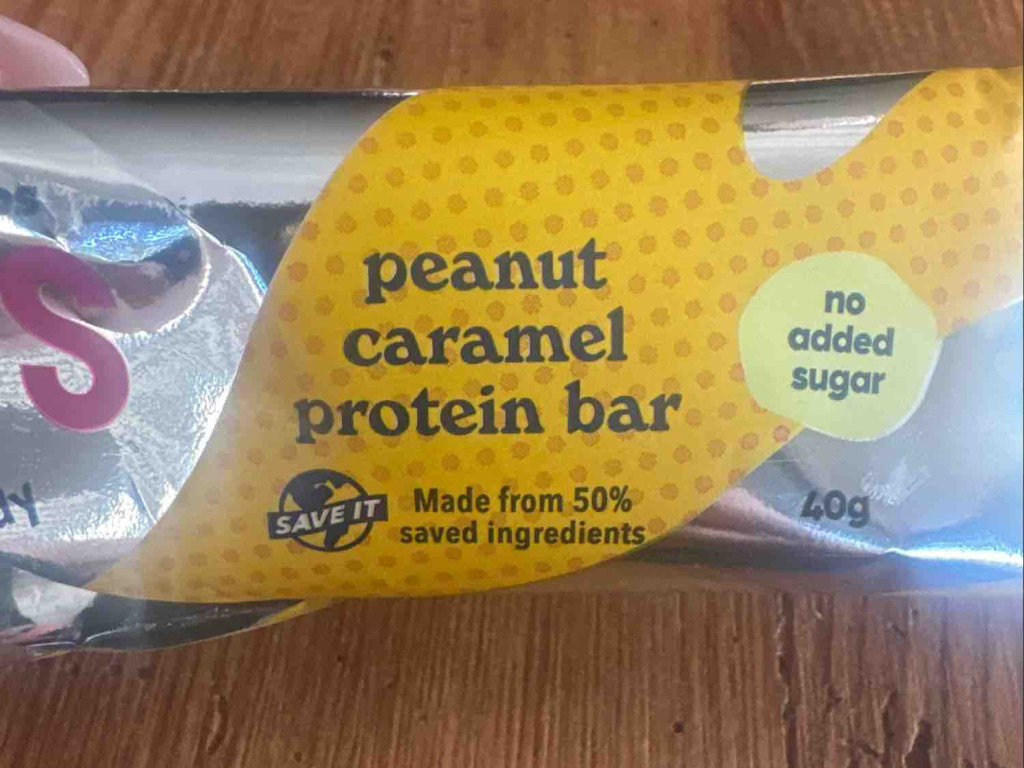 S
peanut
caramel
protein bar
no
added
sugar
SAVE IT
Made from 50%
saved ingredients
40g